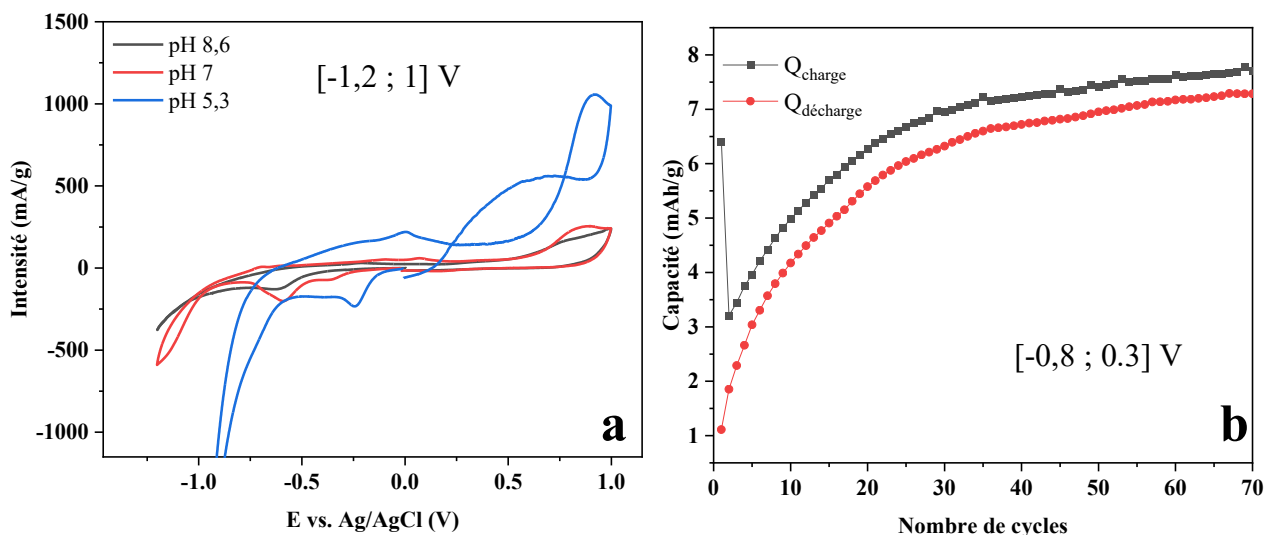 1500
1000
500
0
-500
-1000
Intensité (mA/g)
pH 8,6
pH 7
pH 5,3
[-1,2 ; 1] V
a
-1.0
-0.5
0.0
0.5
1.0
E vs. Ag/AgCl (V)
8
7
6
5
4
3
2
1
Capacité (mAh/g)
Qcharge
Qdécharge
[-0,8 ; 0.3] V
b
0
10
20
30
40
50
60
70
Nombre de cycles